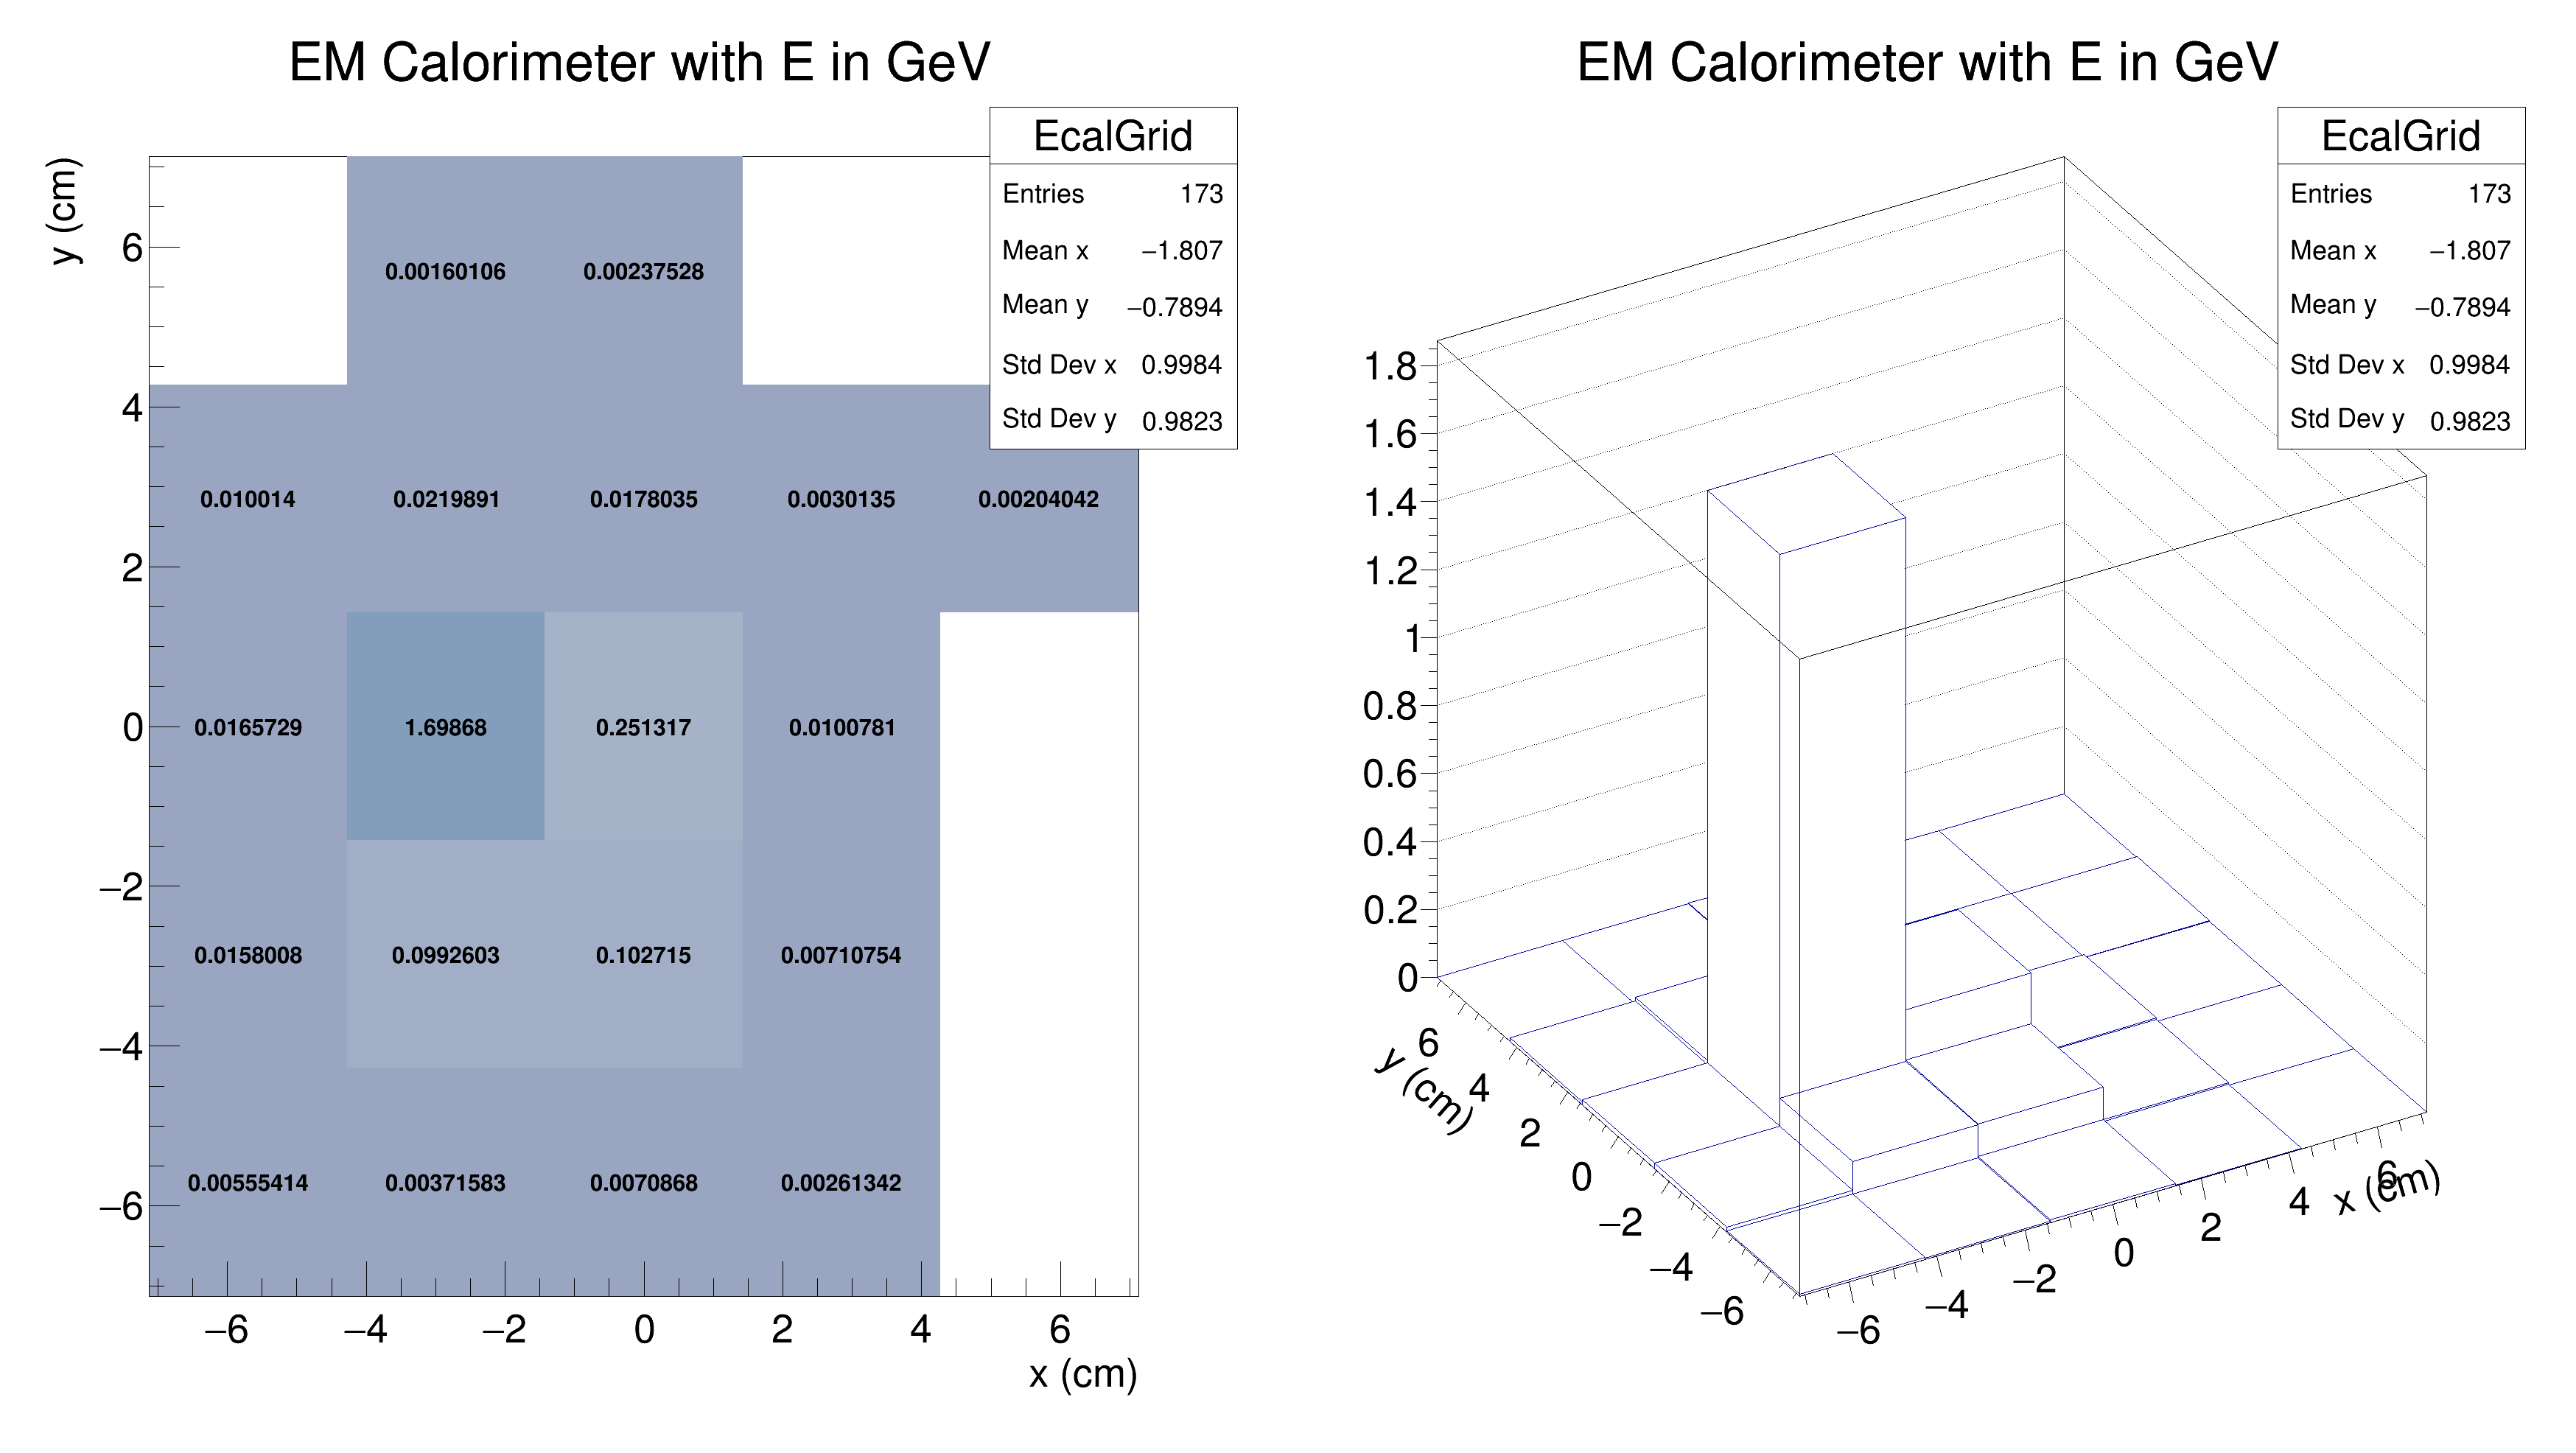 EM Calorimeter with E in GeV
EcalGrid
Entries 173
Mean x −1.807
Mean y −0.7894
Std Dev x 0.9984
Std Dev y 0.9823
y (cm)
6
4
2
0
−2
−4
−6
0.00160106 0.00237528
0.010014 0.0219891 0.0178035 0.0030135 0.00204042
0.0165729 1.69868 0.251317 0.0100781
0.0158008 0.0992603 0.102715 0.00710754
0.00555414 0.00371583 0.0070868 0.00261342
−6 −4 −2 0 2 4 6
x (cm)
EM Calorimeter with E in GeV
EcalGrid
Entries 173
Mean x −1.807
Mean y −0.7894
Std Dev x 0.9984
Std Dev y 0.9823
1.8
1.6
1.4
1.2
1
0.8
0.6
0.4
0.2
0
y (cm)
6
4
2
0
−2
−4
−6
−6 −4 −2 0 2 4 6
x (cm)